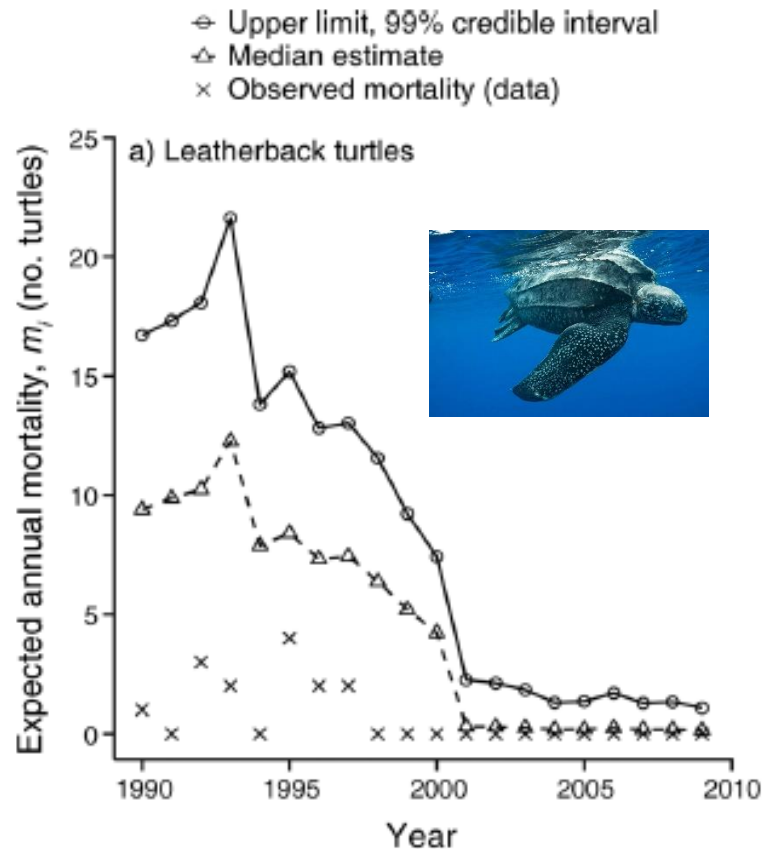 Upper limit, 99% credible interval
Median estimate
Observed mortality (data)
a) Leatherback turtles
Expected annual mortality, mi (no. turtles)
25
20
15
10
5
0
1990 1995 2000 2005 2010
Year